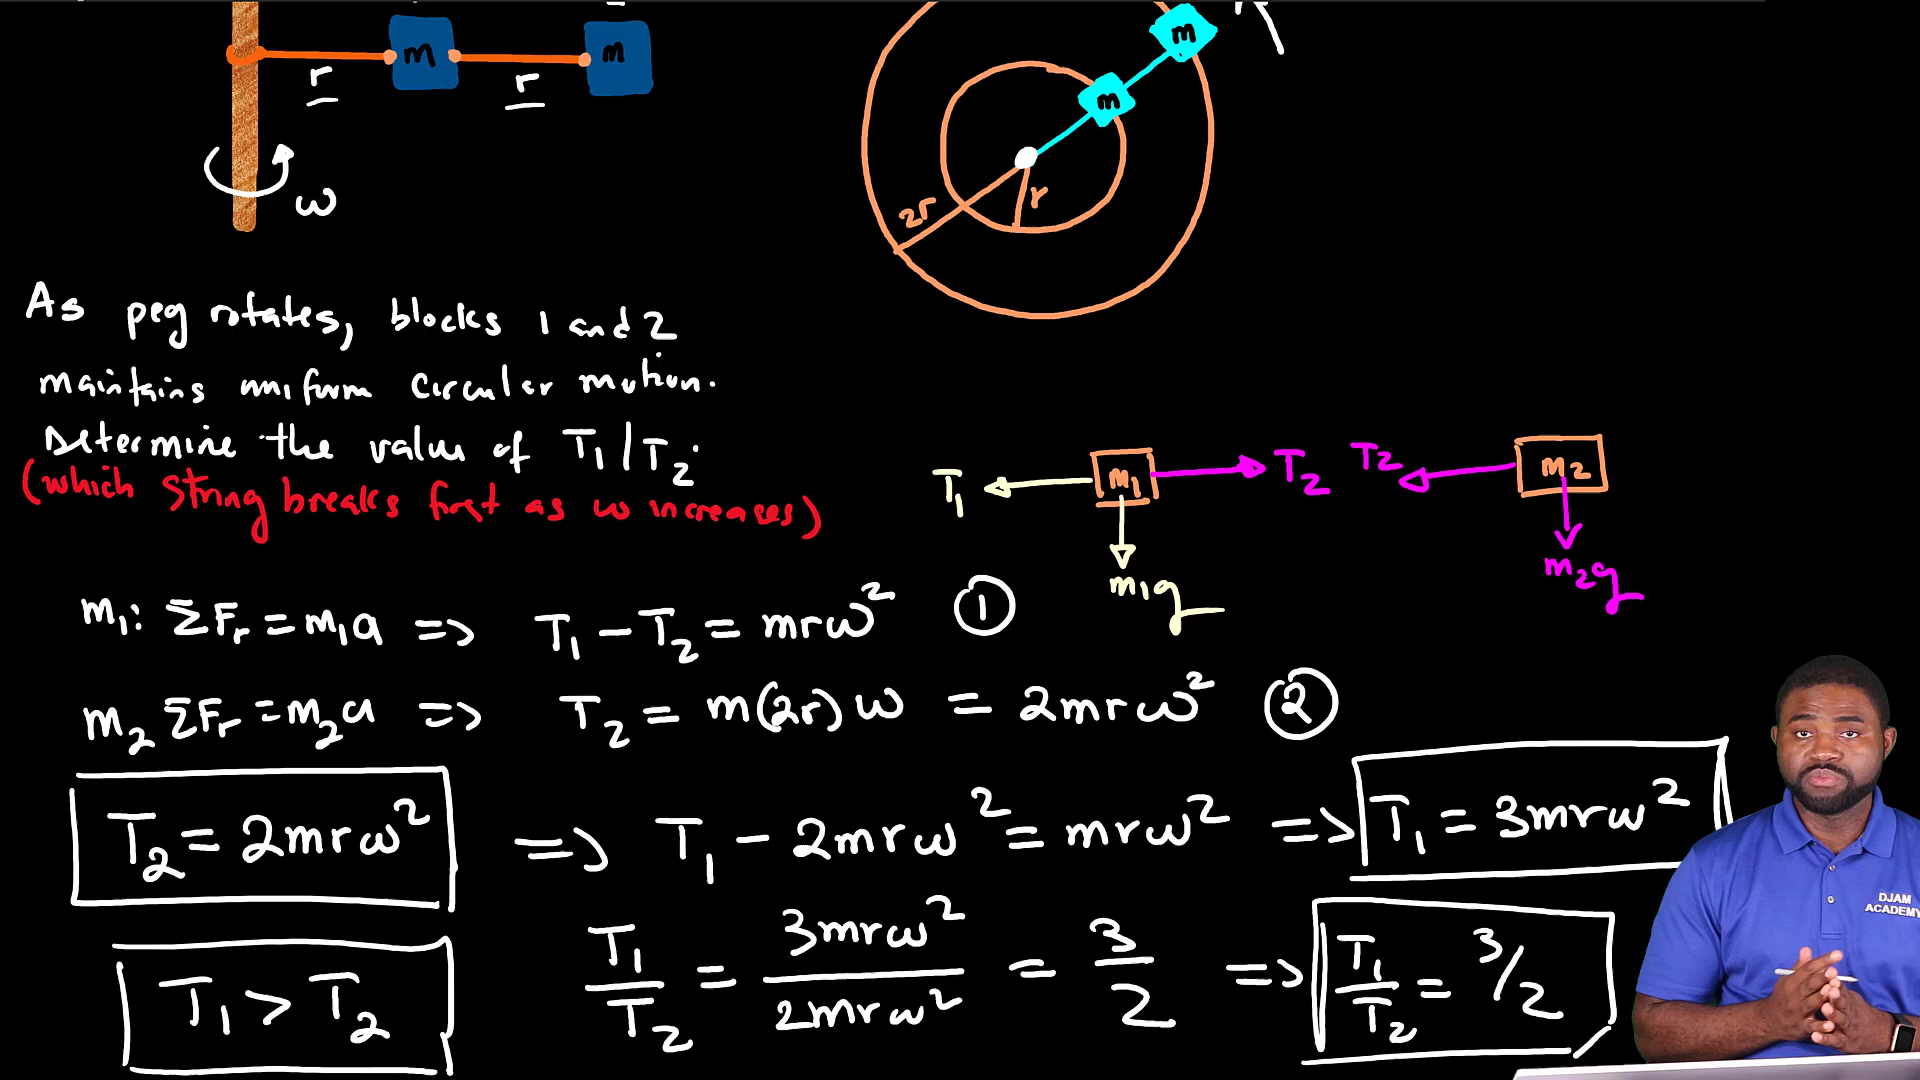 m m
r r
ω
m
m
2r r
As peg rotates, blocks 1 and 2
maintains uniform circular motion.
Determine the value of T₁/T₂.
(which string breaks first as ω increases)
T₁ m₁ T₂ T₂ m₂
m₁g m₂g
m₁: ΣFᵣ = m₁a => T₁ − T₂ = mrω² ①
m₂ ΣFᵣ = m₂a => T₂ = m(2r)ω = 2mrω² ②
T₂ = 2mrω² => T₁ − 2mrω² = mrω² => T₁ = 3mrω²
T₁ > T₂ T₁/T₂ = 3mrω²/2mrω² = 3/2 => T₁/T₂ = 3/2
DJAM
ACADEMY